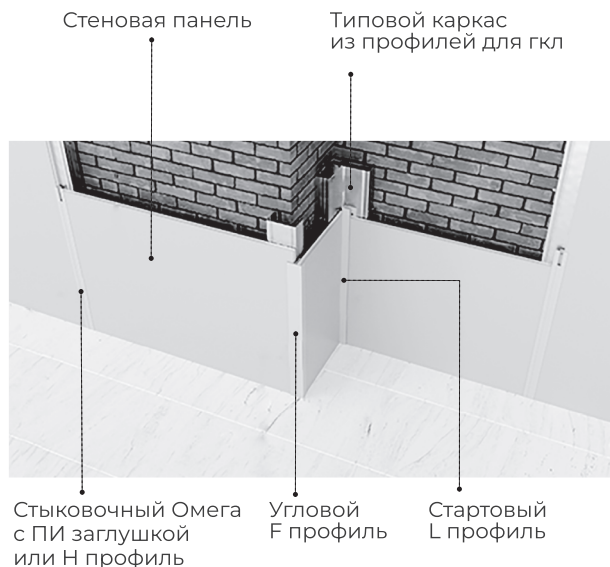 Стеновая панель
Типовой каркас
из профилей для гкл
Стыковочный Омега
с ПИ заглушкой
или Н профиль
Угловой
F профиль
Стартовый
L профиль